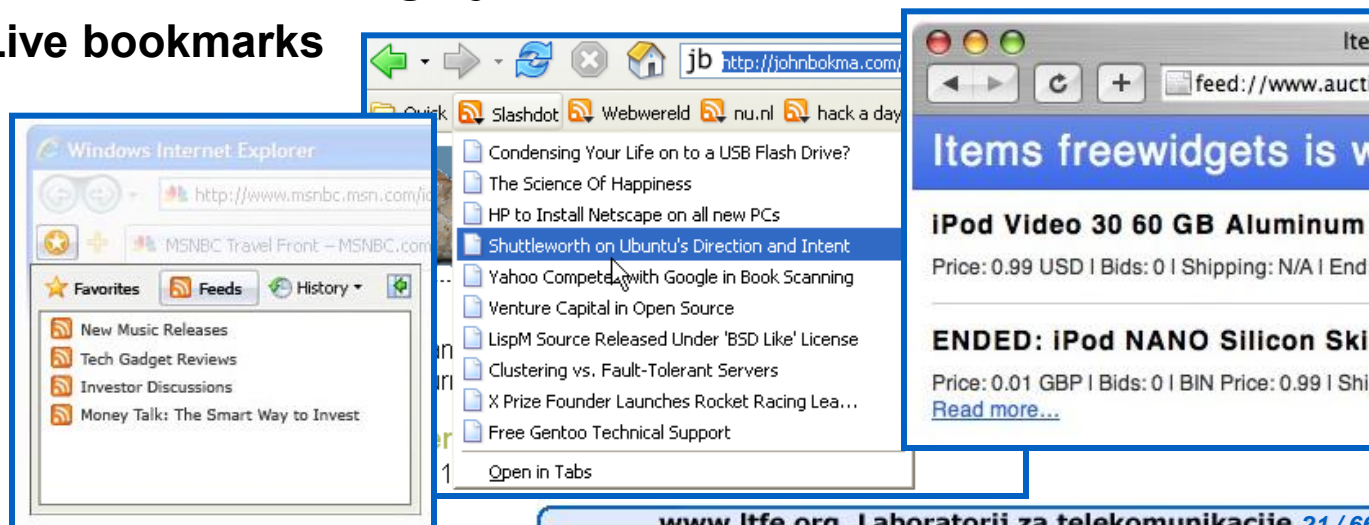 Live bookmarks
Windows Internet Explorer
http://www.msnbc.msn.com/
MSNBC Travel Front – MSNBC.com
Favorites Feeds History
New Music Releases
Tech Gadget Reviews
Investor Discussions
Money Talk: The Smart Way to Invest
jb http://johnbokma.com/
Slashdot Webwereld nu.nl hack a day
Condensing Your Life on to a USB Flash Drive?
The Science Of Happiness
HP to Install Netscape on all new PCs
Shuttleworth on Ubuntu's Direction and Intent
Yahoo with Google in Book Scanning
Venture Capital in Open Source
LispM Source Released Under 'BSD Like' License
Clustering vs. Fault-Tolerant Servers
X Prize Founder Launches Rocket Racing Lea...
Free Gentoo Technical Support
Open in Tabs
feed://www.aucti
Items freewidgets is w
iPod Video 30 60 GB Aluminum
Price: 0.99 USD | Bids: 0 | Shipping: N/A | End
ENDED: iPod NANO Silicon Ski
Price: 0.01 GBP | Bids: 0 | BIN Price: 0.99 | Shi
Read more...
www.ltfe.org Laboratorij za telekomunikacije 21 / 6